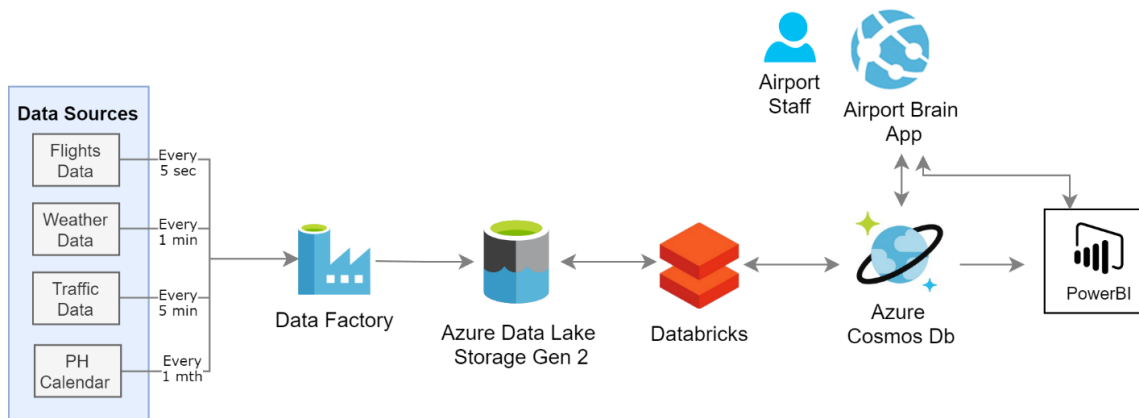 Data Sources
Flights
Data
Every
5 sec
Weather
Data
Every
1 min
Traffic
Data
Every
5 min
PH
Calendar
Every
1 mth
Data Factory
Azure Data Lake
Storage Gen 2
Databricks
Airport
Staff
Airport Brain
App
Azure
Cosmos Db
PowerBI